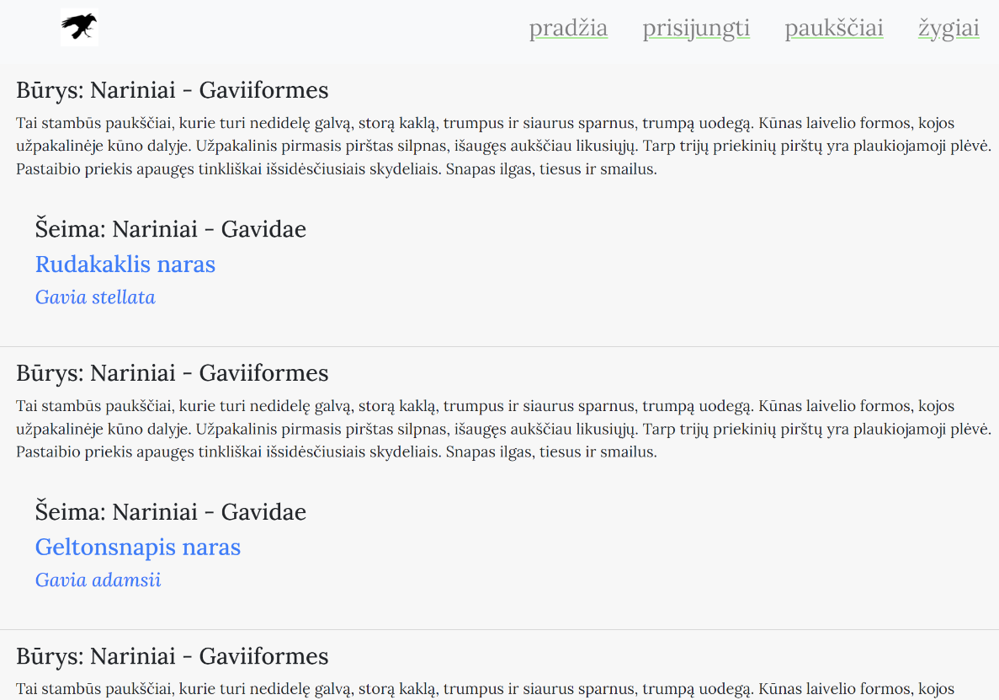 pradžia prisijungti paukščiai žygiai
Būrys: Nariniai - Gaviiformes
Tai stambūs paukščiai, kurie turi nedidelę galvą, storą kaklą, trumpus ir siaurus sparnus, trumpą uodegą. Kūnas laivelio formos, kojos
užpakalinėje kūno dalyje. Užpakalinis pirmasis pirštas silpnas, išaugęs aukščiau likusiųjų. Tarp trijų priekinių pirštų yra plaukiojamoji plėvė.
Pastaibio priekis apaugęs tinkliškai išsidėsčiusiais skydeliais. Snapas ilgas, tiesus ir smailus.
Šeima: Nariniai - Gavidae
Rudakaklis naras
Gavia stellata
Būrys: Nariniai - Gaviiformes
Tai stambūs paukščiai, kurie turi nedidelę galvą, storą kaklą, trumpus ir siaurus sparnus, trumpą uodegą. Kūnas laivelio formos, kojos
užpakalinėje kūno dalyje. Užpakalinis pirmasis pirštas silpnas, išaugęs aukščiau likusiųjų. Tarp trijų priekinių pirštų yra plaukiojamoji plėvė.
Pastaibio priekis apaugęs tinkliškai išsidėsčiusiais skydeliais. Snapas ilgas, tiesus ir smailus.
Šeima: Nariniai - Gavidae
Geltonsnapis naras
Gavia adamsii
Būrys: Nariniai - Gaviiformes
Tai stambūs paukščiai, kurie turi nedidelę galvą, storą kaklą, trumpus ir siaurus sparnus, trumpą uodegą. Kūnas laivelio formos, kojos